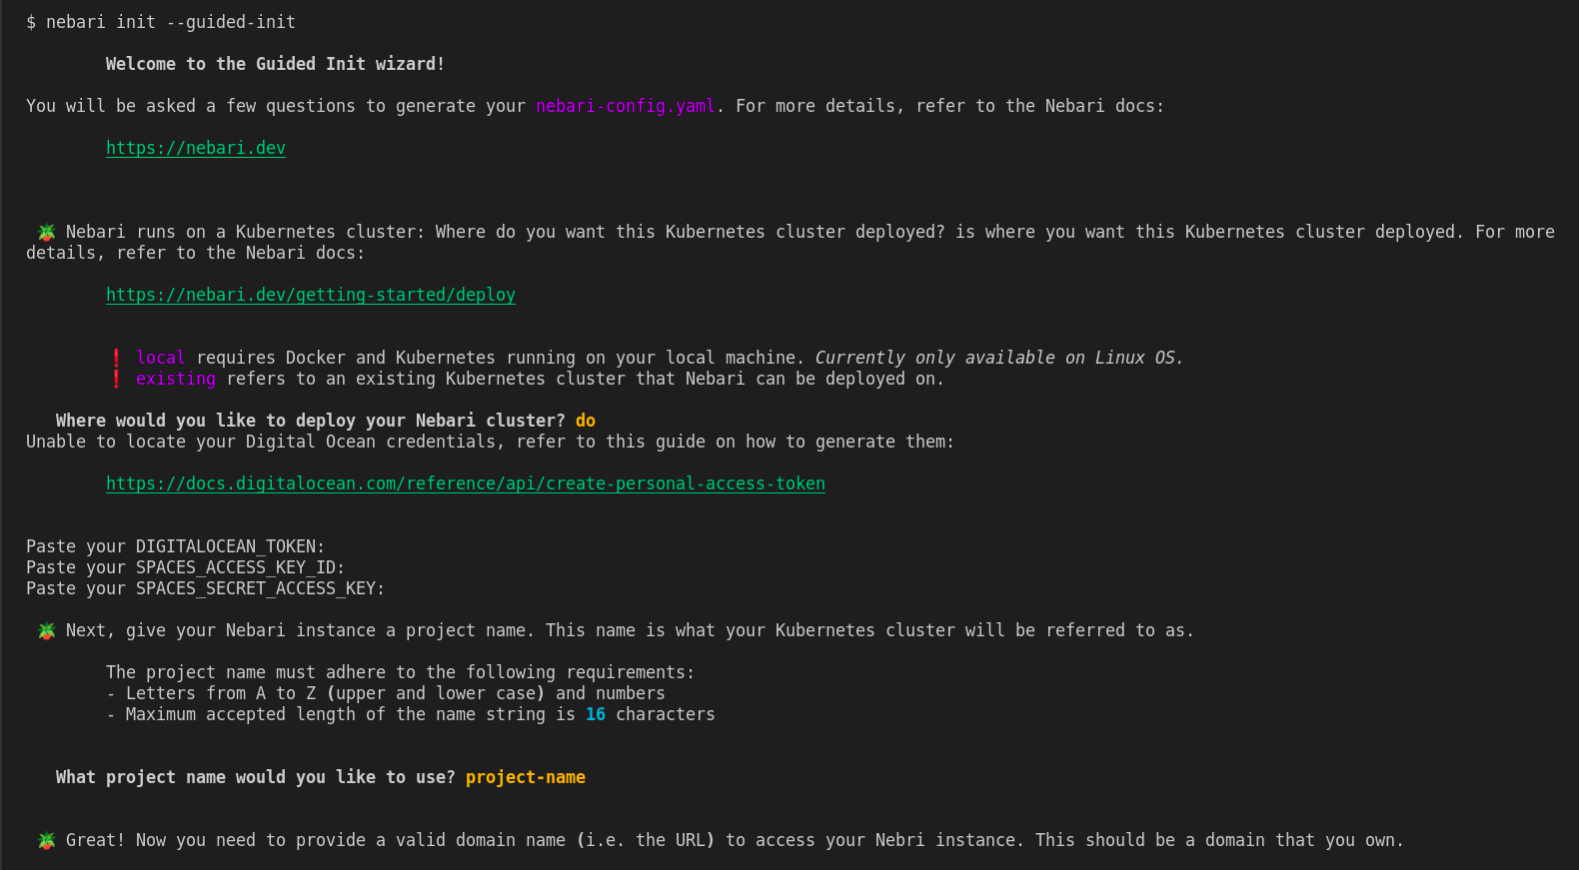 $ nebari init --guided-init
Welcome to the Guided Init wizard!
You will be asked a few questions to generate your nebari-config.yaml. For more details, refer to the Nebari docs:
https://nebari.dev
🪴 Nebari runs on a Kubernetes cluster: Where do you want this Kubernetes cluster deployed? is where you want this Kubernetes cluster deployed. For more
details, refer to the Nebari docs:
https://nebari.dev/getting-started/deploy
❗ local requires Docker and Kubernetes running on your local machine. Currently only available on Linux OS.
❗ existing refers to an existing Kubernetes cluster that Nebari can be deployed on.
Where would you like to deploy your Nebari cluster? do
Unable to locate your Digital Ocean credentials, refer to this guide on how to generate them:
https://docs.digitalocean.com/reference/api/create-personal-access-token
Paste your DIGITALOCEAN_TOKEN:
Paste your SPACES_ACCESS_KEY_ID:
Paste your SPACES_SECRET_ACCESS_KEY:
🪴 Next, give your Nebari instance a project name. This name is what your Kubernetes cluster will be referred to as.
The project name must adhere to the following requirements:
- Letters from A to Z (upper and lower case) and numbers
- Maximum accepted length of the name string is 16 characters
What project name would you like to use? project-name
🪴 Great! Now you need to provide a valid domain name (i.e. the URL) to access your Nebri instance. This should be a domain that you own.